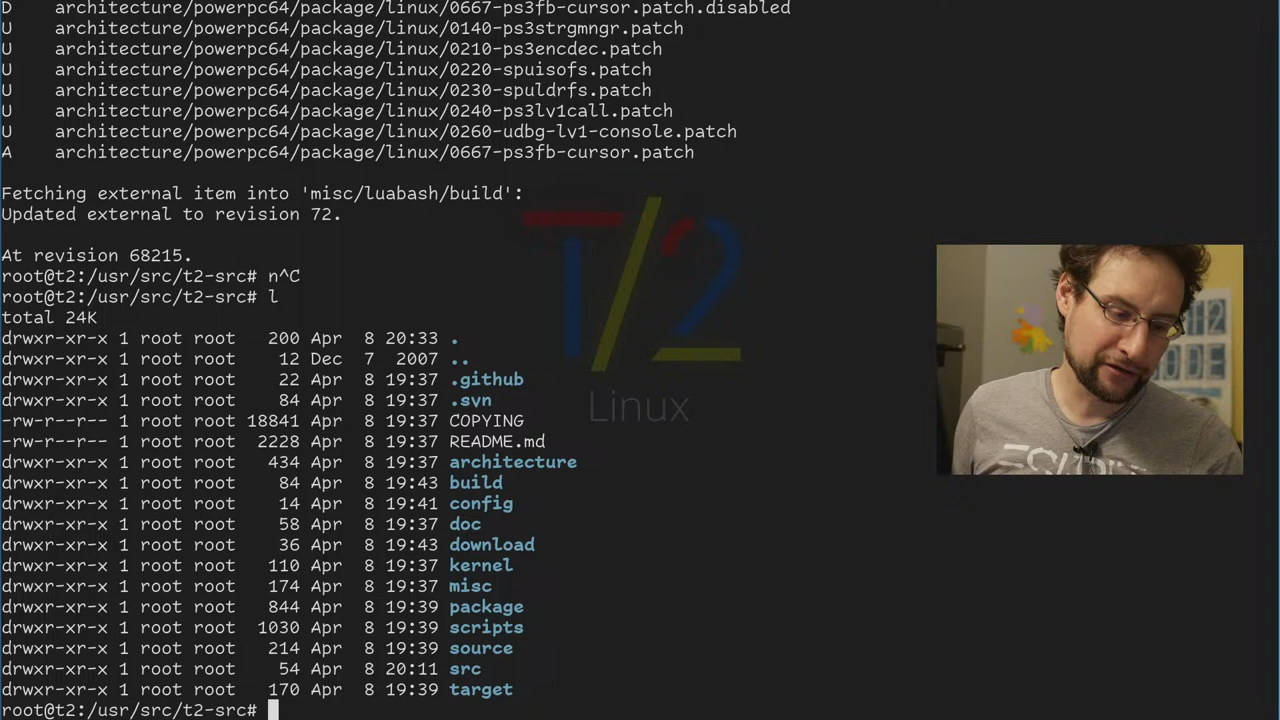 D    architecture/powerpc64/package/linux/0667-ps3fb-cursor.patch.disabled
U    architecture/powerpc64/package/linux/0140-ps3strgmngr.patch
U    architecture/powerpc64/package/linux/0210-ps3encdec.patch
U    architecture/powerpc64/package/linux/0220-spuisofs.patch
U    architecture/powerpc64/package/linux/0230-spuldrfs.patch
U    architecture/powerpc64/package/linux/0240-ps3lv1call.patch
U    architecture/powerpc64/package/linux/0260-udbg-lv1-console.patch
A    architecture/powerpc64/package/linux/0667-ps3fb-cursor.patch
Fetching external item into 'misc/luabash/build':
Updated external to revision 72.
At revision 68215.
root@t2:/usr/src/t2-src# n^C
root@t2:/usr/src/t2-src# l
total 24K
drwxr-xr-x 1 root root   200 Apr  8 20:33 .
drwxr-xr-x 1 root root    12 Dec  7  2007 ..
drwxr-xr-x 1 root root    22 Apr  8 19:37 .github
drwxr-xr-x 1 root root    84 Apr  8 19:37 .svn
-rw-r--r-- 1 root root 18841 Apr  8 19:37 COPYING
-rw-r--r-- 1 root root  2228 Apr  8 19:37 README.md
drwxr-xr-x 1 root root   434 Apr  8 19:37 architecture
drwxr-xr-x 1 root root    84 Apr  8 19:43 build
drwxr-xr-x 1 root root    14 Apr  8 19:41 config
drwxr-xr-x 1 root root    58 Apr  8 19:37 doc
drwxr-xr-x 1 root root    36 Apr  8 19:43 download
drwxr-xr-x 1 root root   110 Apr  8 19:37 kernel
drwxr-xr-x 1 root root   174 Apr  8 19:37 misc
drwxr-xr-x 1 root root   844 Apr  8 19:39 package
drwxr-xr-x 1 root root  1030 Apr  8 19:39 scripts
drwxr-xr-x 1 root root   214 Apr  8 19:39 source
drwxr-xr-x 1 root root    54 Apr  8 20:11 src
drwxr-xr-x 1 root root   170 Apr  8 19:39 target
root@t2:/usr/src/t2-src#
T/2
Linux